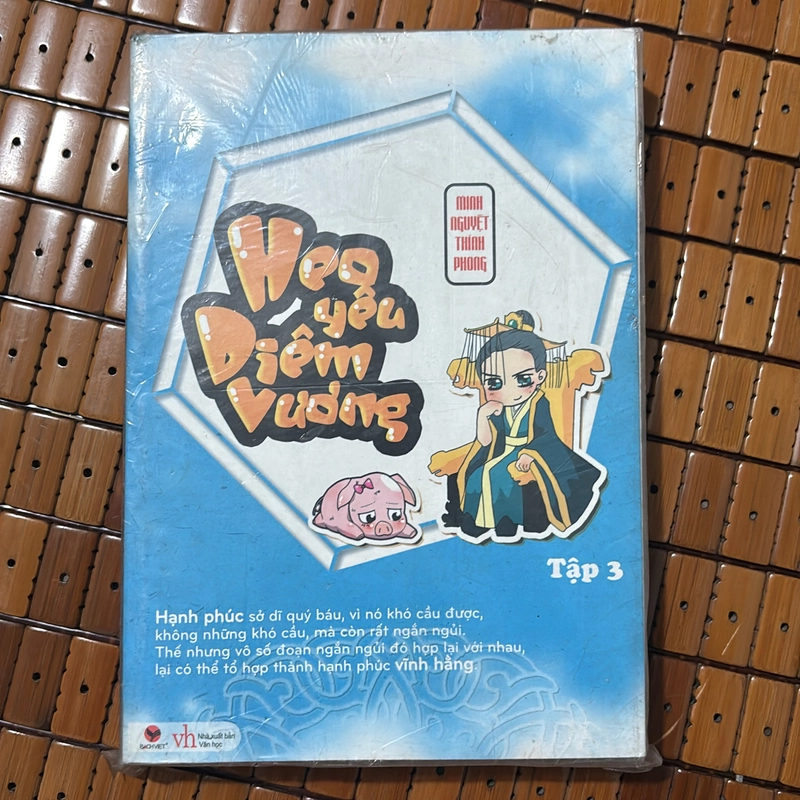 Heo
yêu
Diêm
Vương
MINH
NGUYỆT
THÍNH
PHONG
Tập 3
Hạnh phúc sở dĩ quý báu, vì nó khó cầu được,
không những khó cầu, mà còn rất ngắn ngủi.
Thế nhưng vô số đoạn ngắn ngủi đó hợp lại với nhau,
lại có thể tổ hợp thành hạnh phúc vĩnh hằng.
BACHVIET
vh Nhà xuất bản
Văn học